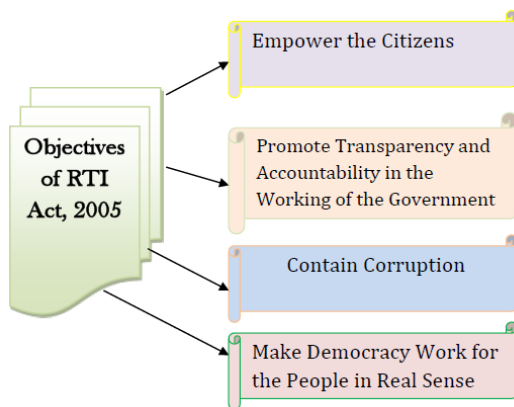 Objectives
of RTI
Act, 2005
Empower the Citizens
Promote Transparency and
Accountability in the
Working of the Government
Contain Corruption
Make Democracy Work for
the People in Real Sense